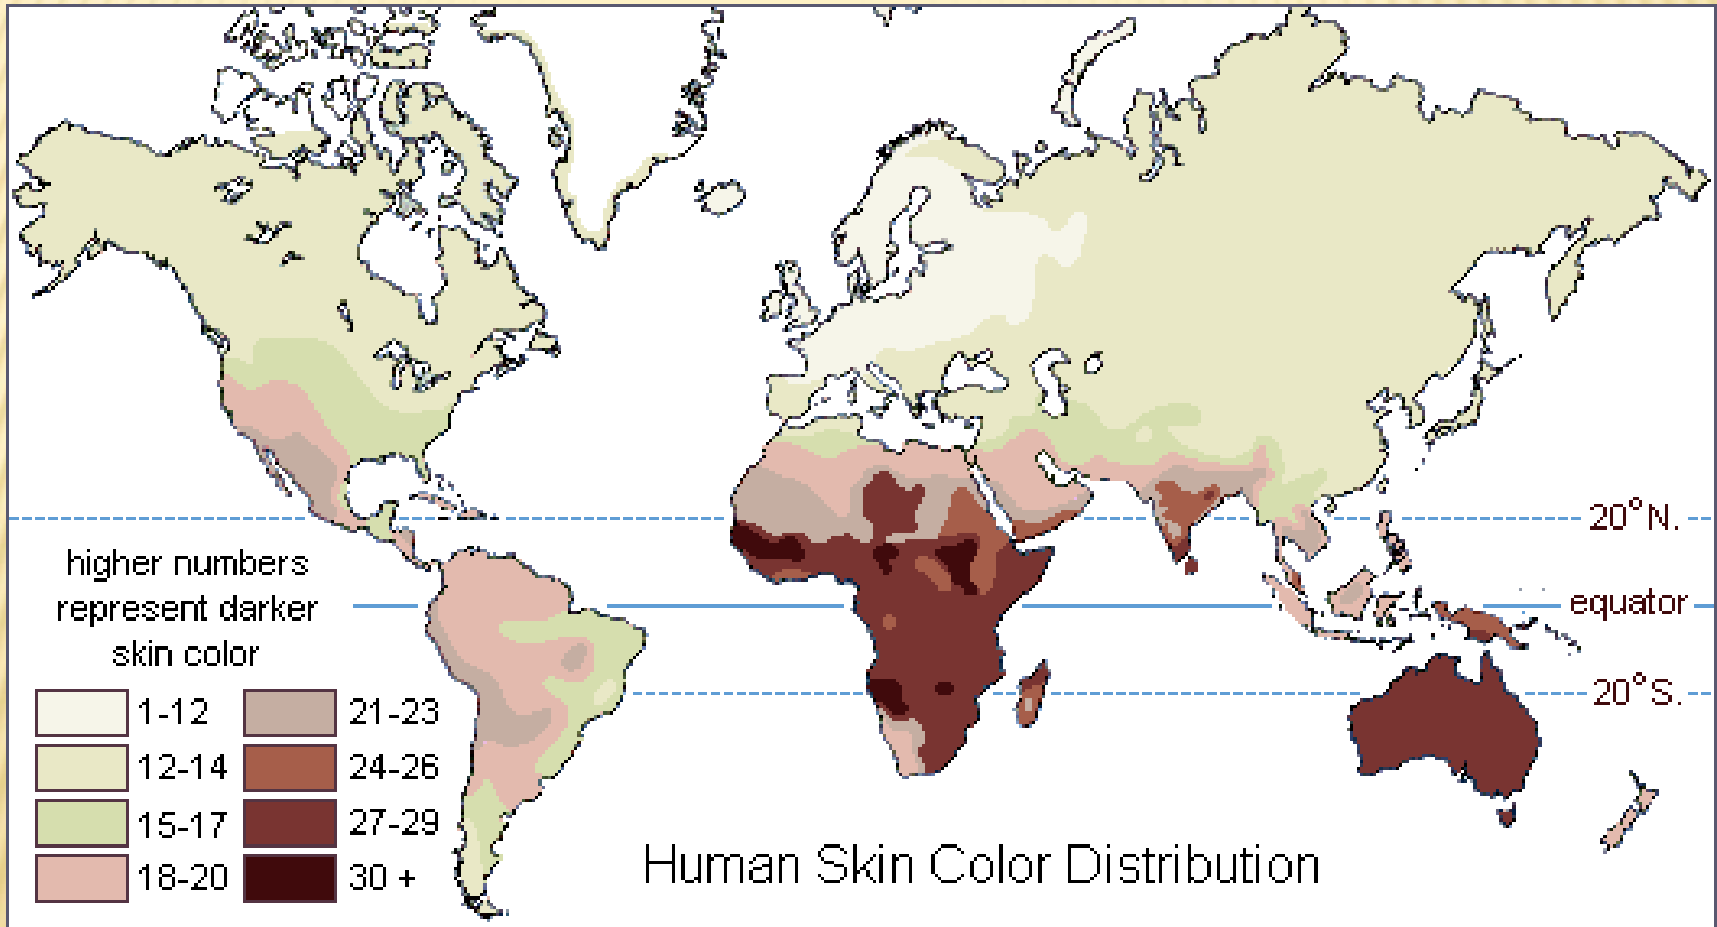 20°N.
higher numbers
represent darker
skin color
equator
20°S.
1-12
21-23
12-14
24-26
15-17
27-29
18-20
30 +
Human Skin Color Distribution